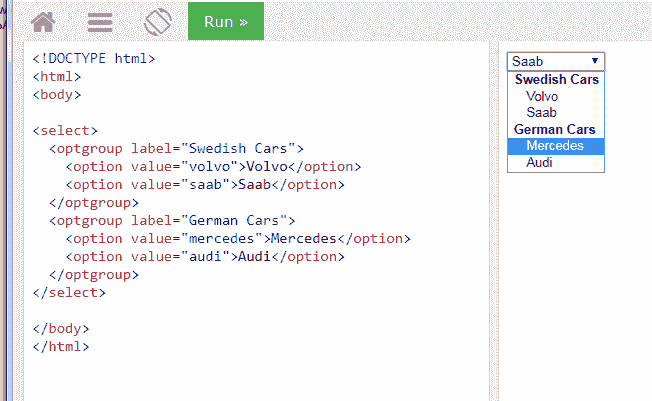 Run »
<!DOCTYPE html>
<html>
<body>
<select>
  <optgroup label="Swedish Cars">
    <option value="volvo">Volvo</option>
    <option value="saab">Saab</option>
  </optgroup>
  <optgroup label="German Cars">
    <option value="mercedes">Mercedes</option>
    <option value="audi">Audi</option>
  </optgroup>
</select>
</body>
</html>
Saab
Swedish Cars
Volvo
Saab
German Cars
Mercedes
Audi